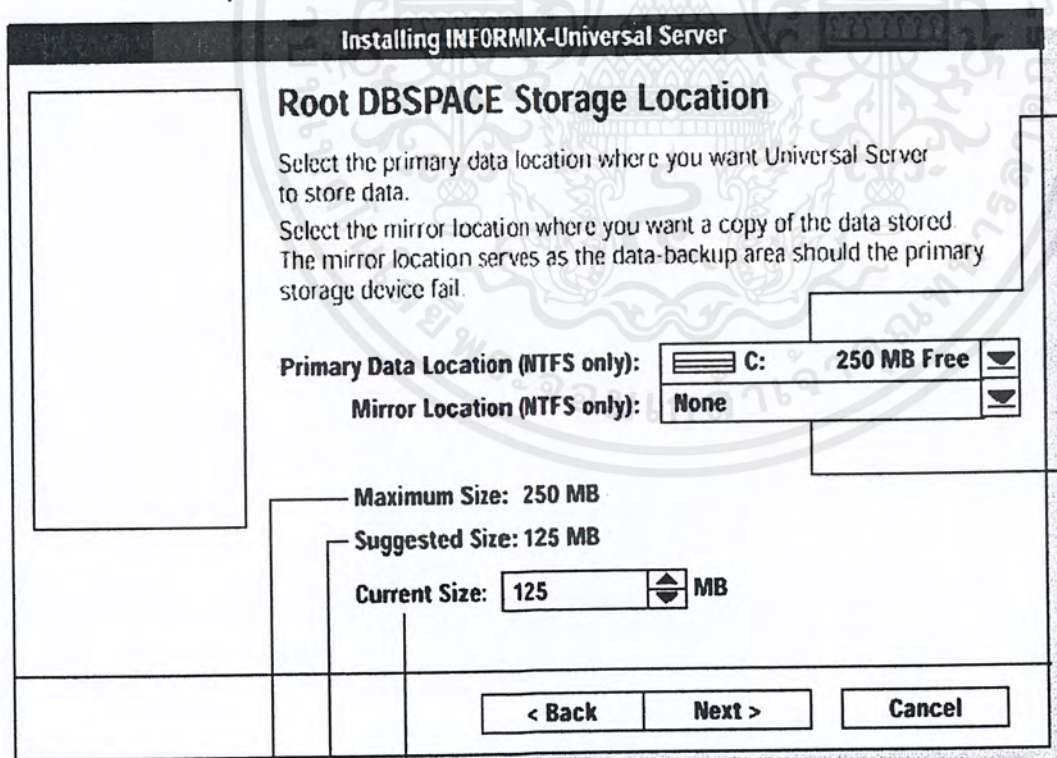 Installing INFORMIX-Universal Server
Root DBSPACE Storage Location
Select the primary data location where you want Universal Server
to store data.
Select the mirror location where you want a copy of the data stored.
The mirror location serves as the data-backup area should the primary
storage device fail.
Primary Data Location (NTFS only): C: 250 MB Free
Mirror Location (NTFS only): None
Maximum Size: 250 MB
Suggested Size: 125 MB
Current Size: 125 MB
< Back Next > Cancel